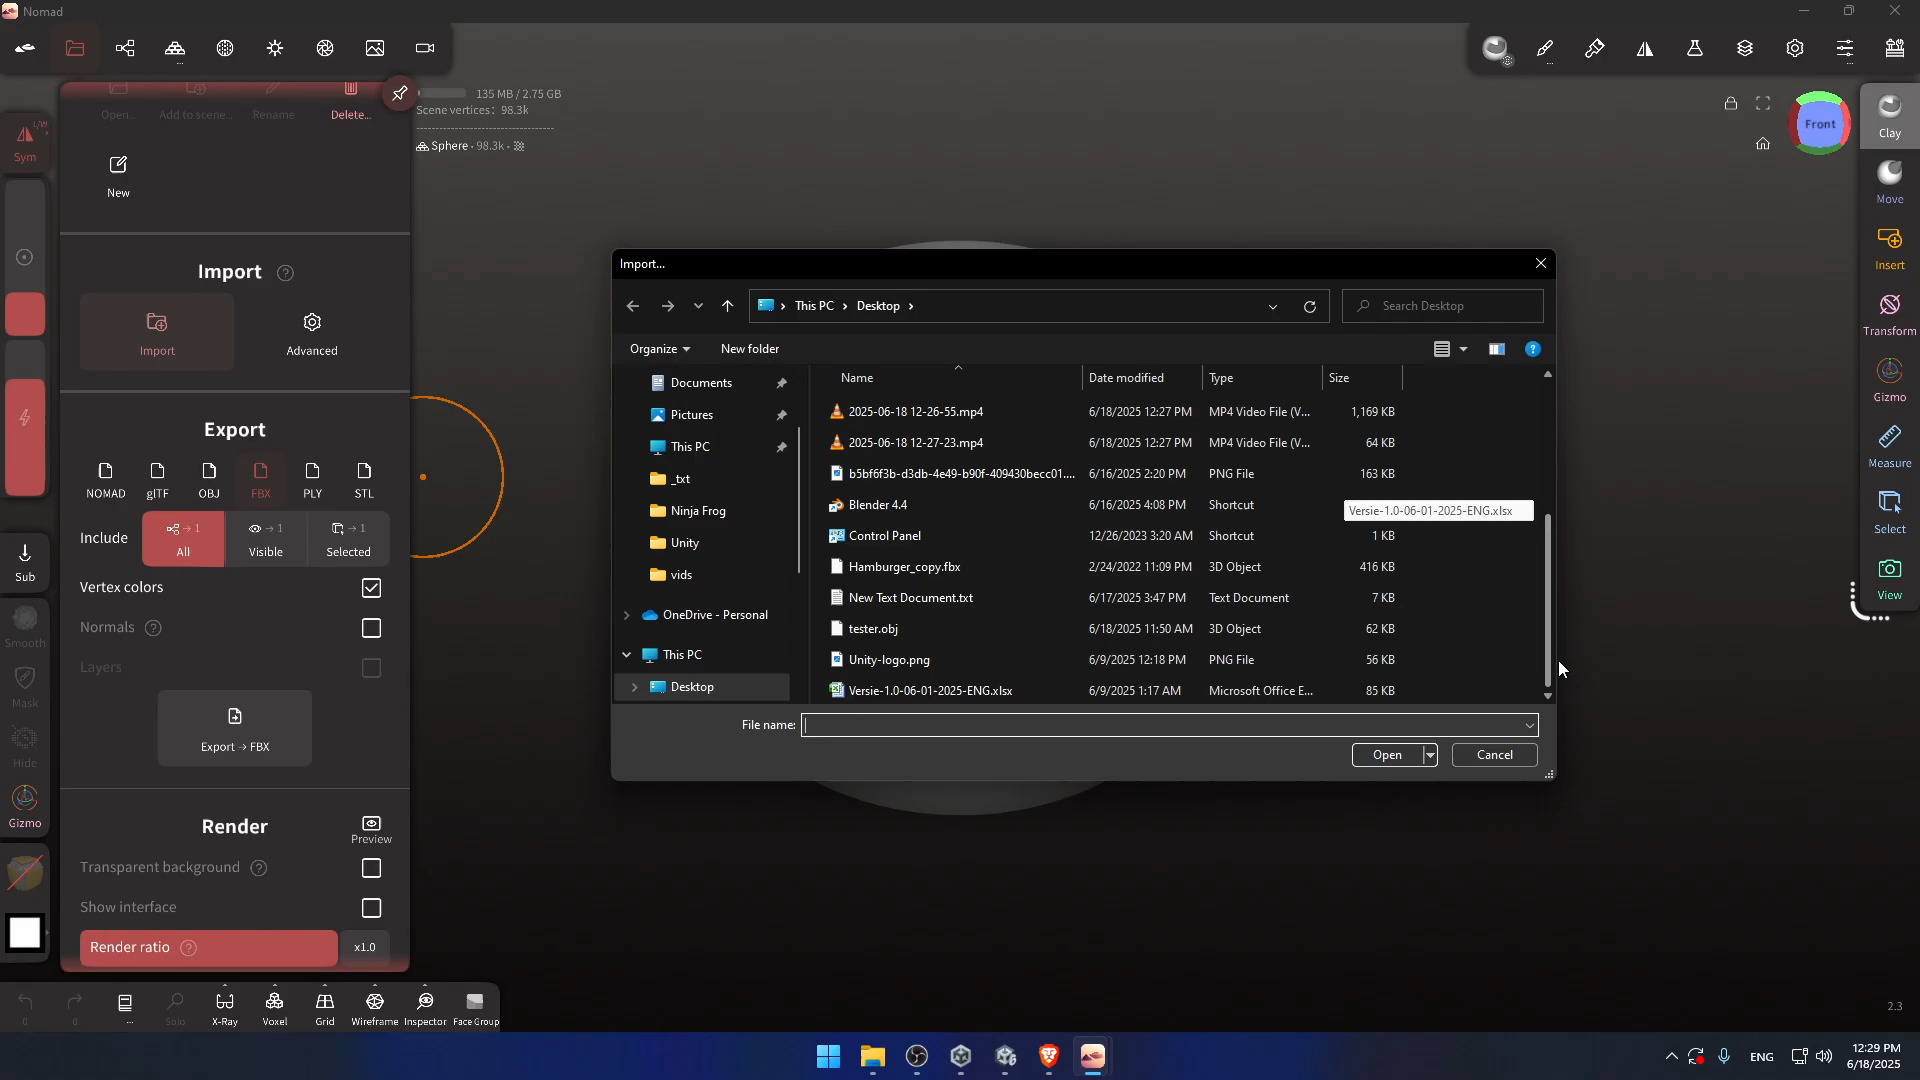 Nomad
Open...
Add to scene...
Rename
Delete...
New
135 MB / 2.75 GB
Scene vertices: 98.3k
Sphere · 98.3k ·
Import
Import
Advanced
Export
NOMAD
glTF
OBJ
FBX
PLY
STL
Include
→ 1
All
→ 1
Visible
→ 1
Selected
Vertex colors
Normals
Layers
Export → FBX
Render
Preview
Transparent background
Show interface
Render ratio
x1.0
L/W
Sym
Sub
Smooth
Mask
Hide
Gizmo
0
0
...
Solo
X-Ray
Voxel
Grid
Wireframe
Inspector
Face Group
Import...
This PC
Desktop
Search Desktop
Organize
New folder
Documents
Pictures
This PC
_txt
Ninja Frog
Unity
vids
OneDrive - Personal
This PC
Desktop
Name Date modified Type Size
2025-06-18 12-26-55.mp4 6/18/2025 12:27 PM MP4 Video File (V... 1,169 KB
2025-06-18 12-27-23.mp4 6/18/2025 12:27 PM MP4 Video File (V... 64 KB
b5bf6f3b-d3db-4e49-b90f-409430becc01.... 6/16/2025 2:20 PM PNG File 163 KB
Blender 4.4 6/16/2025 4:08 PM Shortcut
Versie-1.0-06-01-2025-ENG.xlsx
Control Panel 12/26/2023 3:20 AM Shortcut 1 KB
Hamburger_copy.fbx 2/24/2022 11:09 PM 3D Object 416 KB
New Text Document.txt 6/17/2025 3:47 PM Text Document 7 KB
tester.obj 6/18/2025 11:50 AM 3D Object 62 KB
Unity-logo.png 6/9/2025 12:18 PM PNG File 56 KB
Versie-1.0-06-01-2025-ENG.xlsx 6/9/2025 1:17 AM Microsoft Office E... 85 KB
File name:
Open
Cancel
Front
Clay
Move
Insert
Transform
Gizmo
Measure
Select
View
2.3
ENG
12:29 PM
6/18/2025